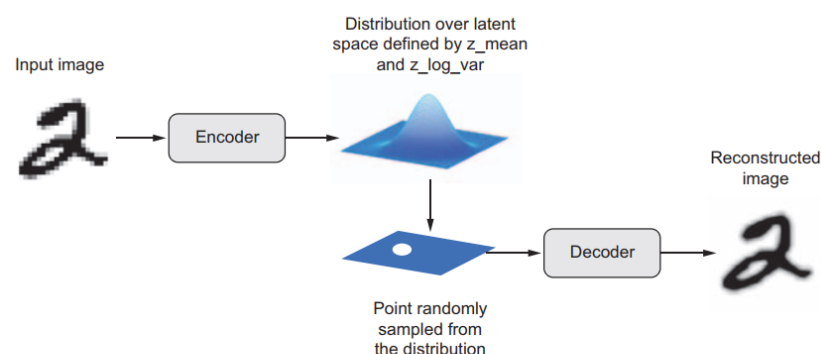 Distribution over latent
space defined by z_mean
and z_log_var
Input image
Encoder
Reconstructed
image
Decoder
Point randomly
sampled from
the distribution